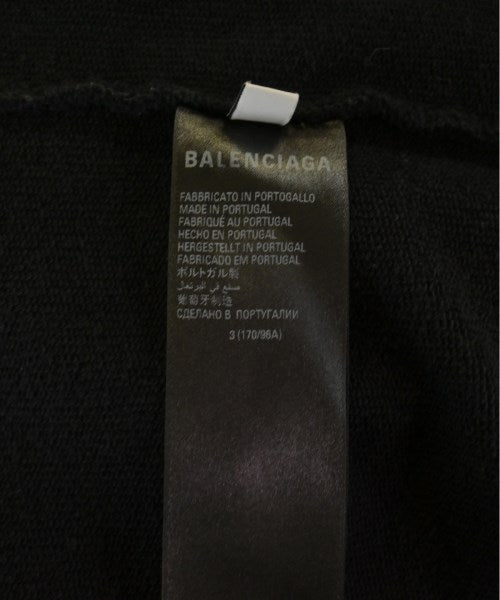 BALENCIAGA
FABBRICATO IN PORTOGALLO
MADE IN PORTUGAL
FABRIQUÉ AU PORTUGAL
HECHO EN PORTUGAL
HERGESTELLT IN PORTUGAL
FABRICADO EM PORTUGAL
ポルトガル製
صنع في البرتغال
葡萄牙制造
СДЕЛАНО В ПОРТУГАЛИИ
3 (170/96A)